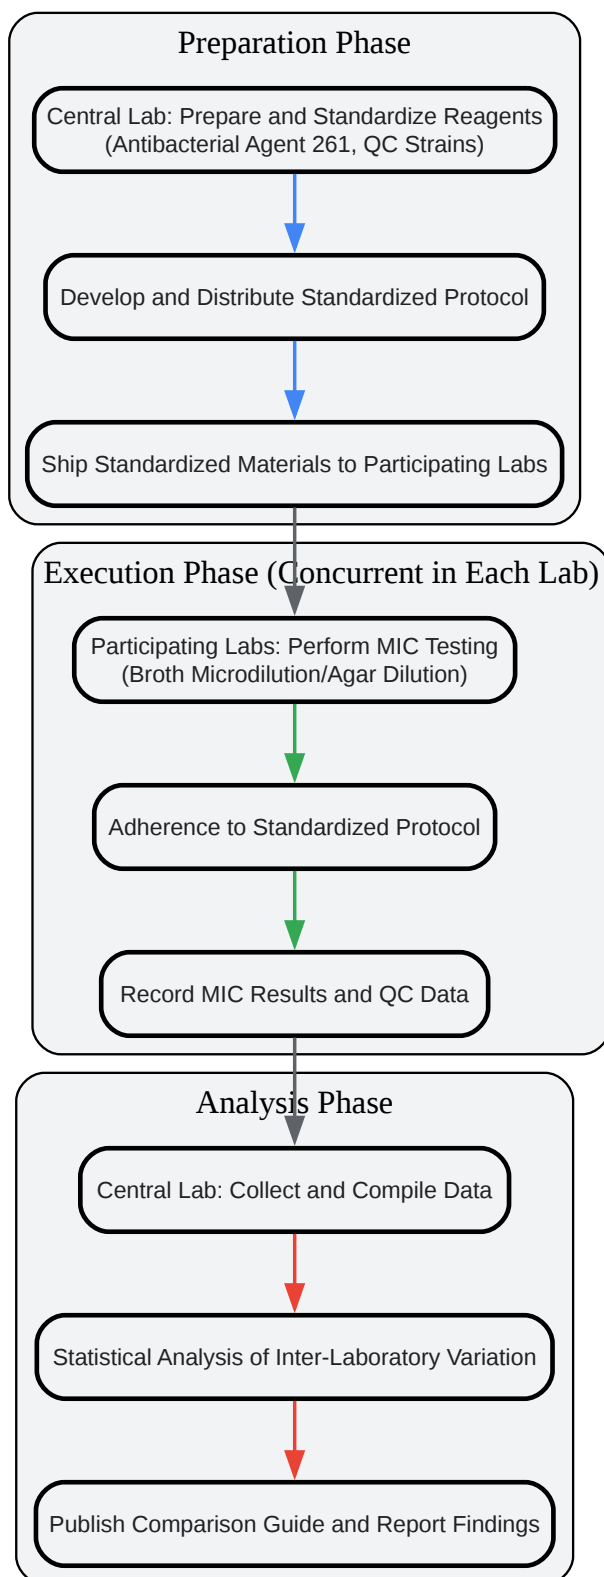 Preparation Phase
Central Lab: Prepare and Standardize Reagents
(Antibacterial Agent 261, QC Strains)
Develop and Distribute Standardized Protocol
Ship Standardized Materials to Participating Labs
Execution Phase (Concurrent in Each Lab)
Participating Labs: Perform MIC Testing
(Broth Microdilution/Agar Dilution)
Adherence to Standardized Protocol
Record MIC Results and QC Data
Analysis Phase
Central Lab: Collect and Compile Data
Statistical Analysis of Inter-Laboratory Variation
Publish Comparison Guide and Report Findings